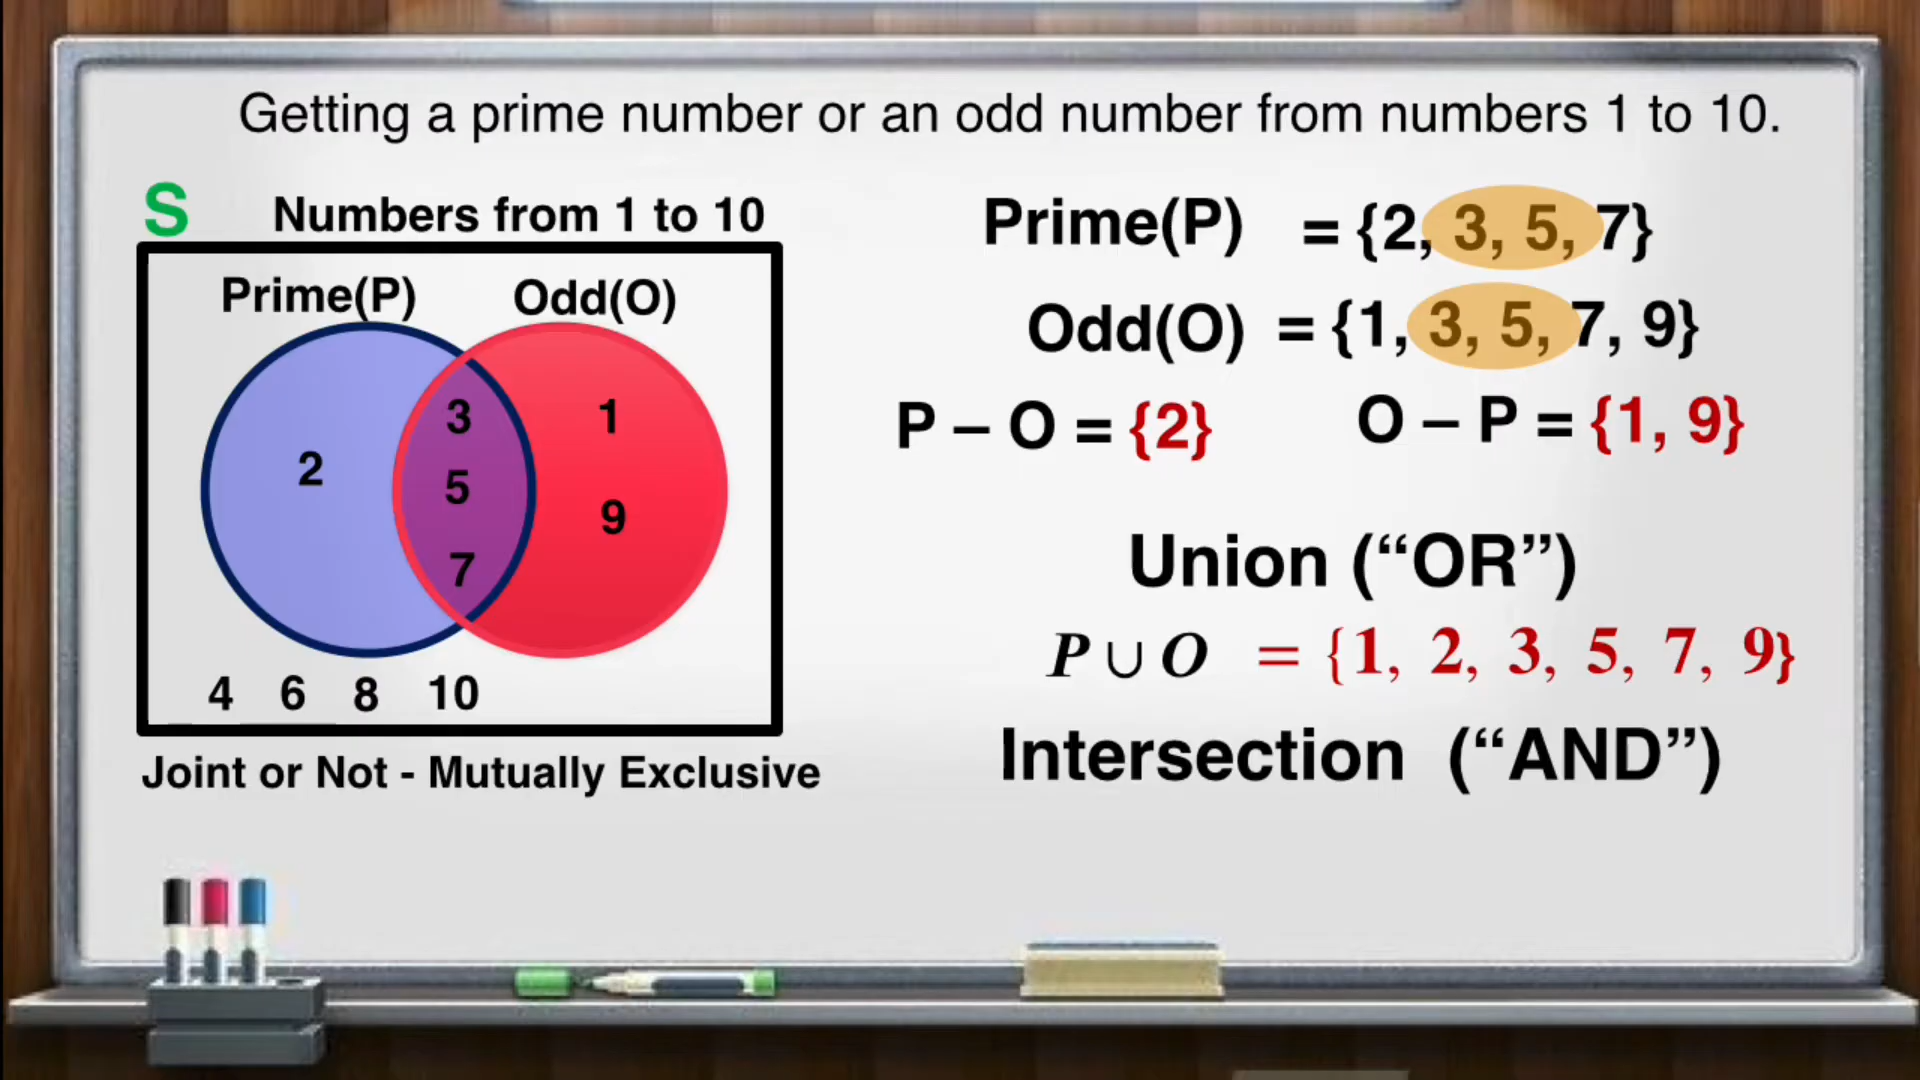 Getting a prime number or an odd number from numbers 1 to 10.
S
Numbers from 1 to 10
Prime(P)
Odd(O)
3
1
2
5
9
7
4 6 8 10
Joint or Not - Mutually Exclusive
Prime(P) = {2, 3, 5, 7}
Odd(O) = {1, 3, 5, 7, 9}
P – O = {2}
O – P = {1, 9}
Union (“OR”)
P ∪ O = {1, 2, 3, 5, 7, 9}
Intersection (“AND”)